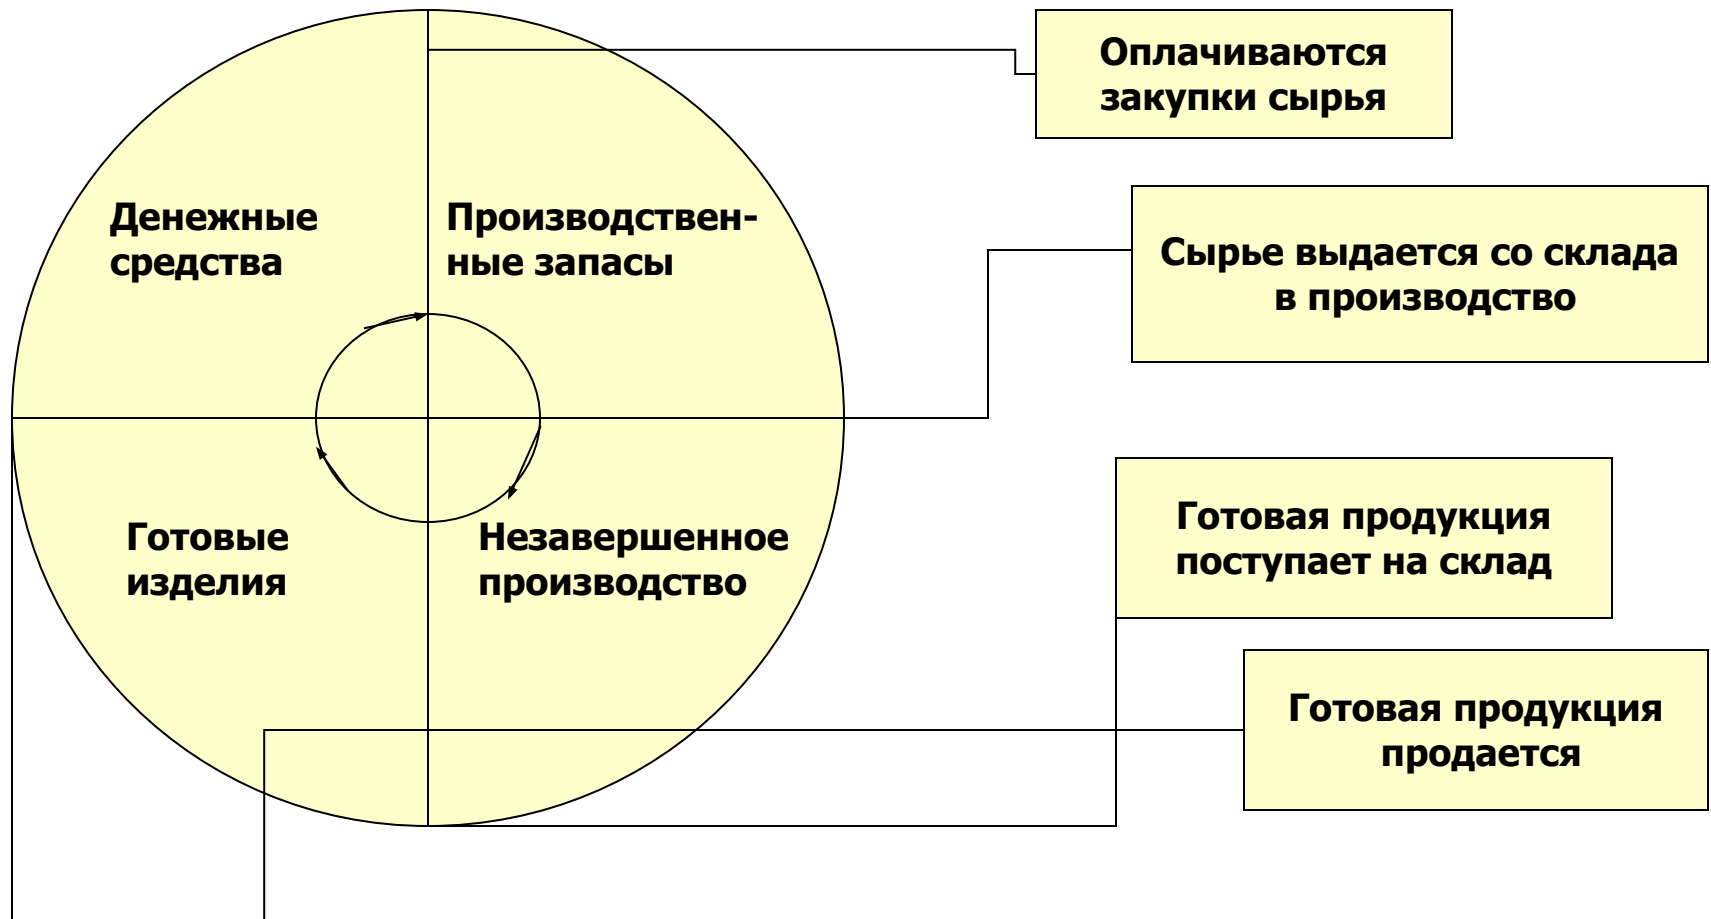 Оплачиваются
закупки сырья
Денежные
средства
Производствен-
ные запасы
Сырье выдается со склада
в производство
Готовые
изделия
Незавершенное
производство
Готовая продукция
поступает на склад
Готовая продукция
продается